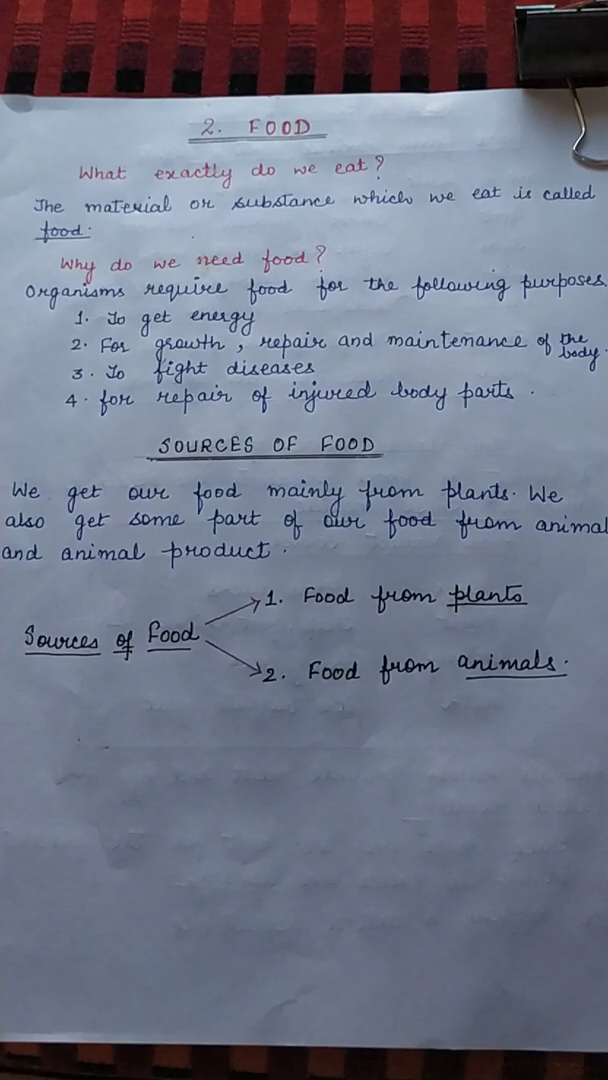 2. FOOD
What exactly do we eat?
The material or substance which we eat is called
food.
Why do we need food?
Organisms require food for the following purposes.
1. To get energy
2. For growth, repair and maintenance of the body.
3. To fight diseases
4. for repair of injured body parts.
SOURCES OF FOOD
We get our food mainly from plants. We
also get some part of our food from animal
and animal product.
1. Food from plants
Sources of Food
2. Food from animals.